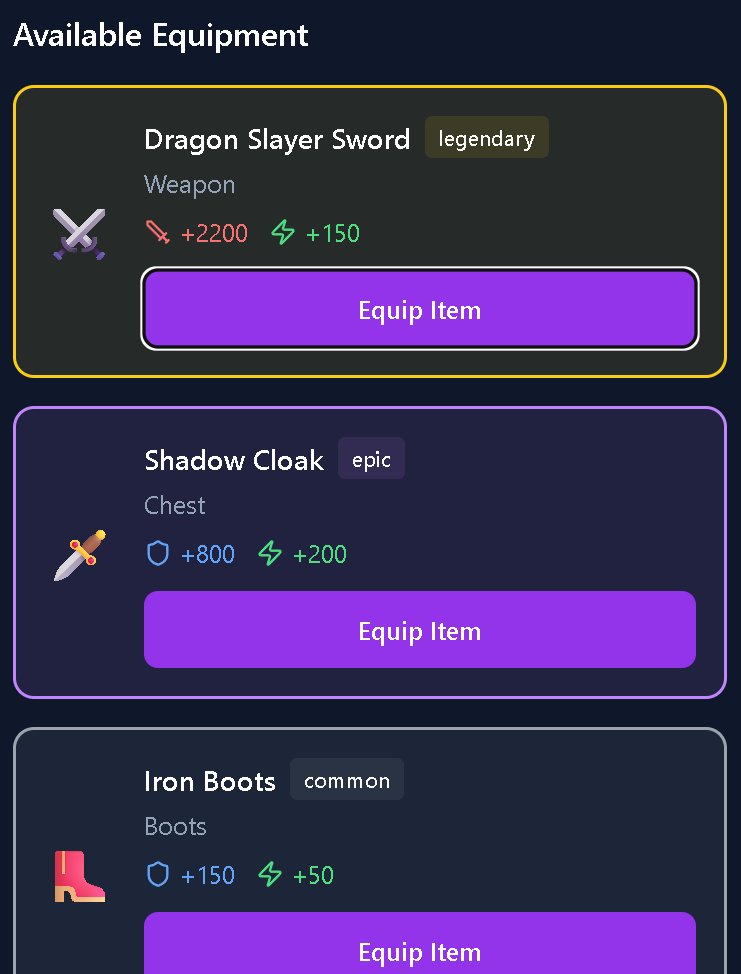 Available Equipment
Dragon Slayer Sword legendary
Weapon
+2200 +150
Equip Item
Shadow Cloak epic
Chest
+800 +200
Equip Item
Iron Boots common
Boots
+150 +50
Equip Item